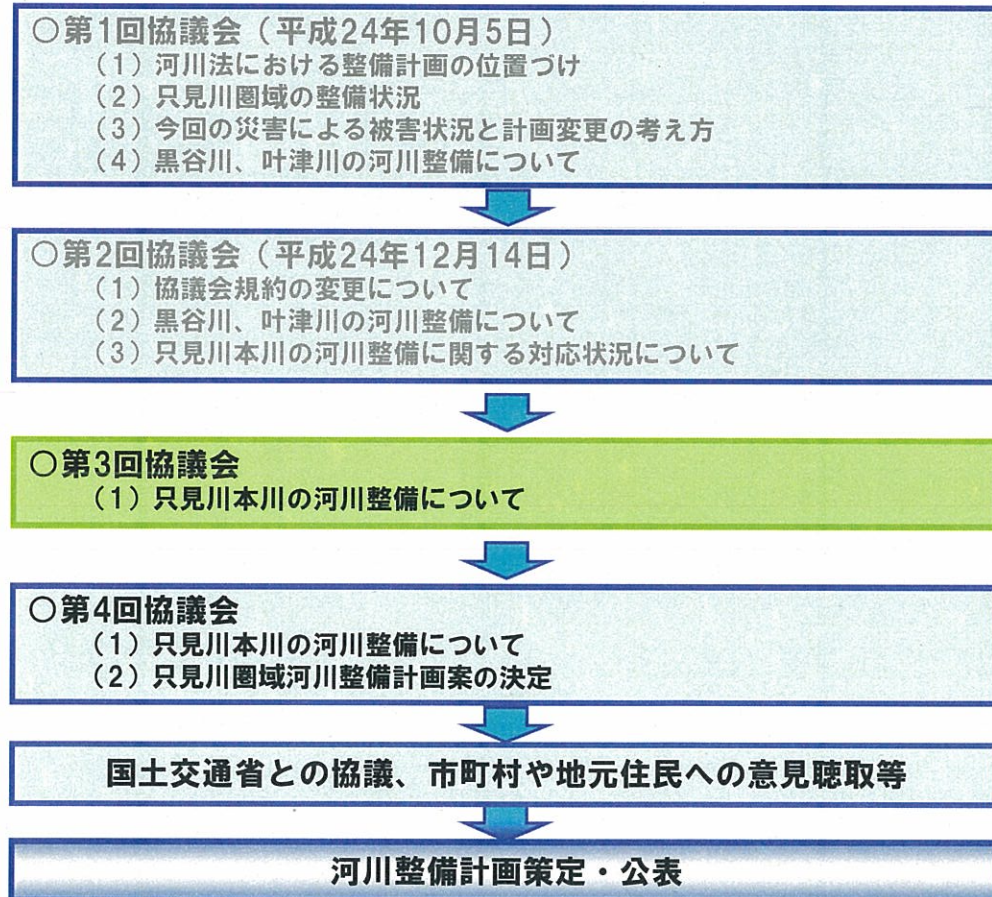 ○第1回協議会（平成24年10月5日）
（1）河川法における整備計画の位置づけ
（2）只見川圏域の整備状況
（3）今回の災害による被害状況と計画変更の考え方
（4）黒谷川、叶津川の河川整備について
○第2回協議会（平成24年12月14日）
（1）協議会規約の変更について
（2）黒谷川、叶津川の河川整備について
（3）只見川本川の河川整備に関する対応状況について
○第3回協議会
（1）只見川本川の河川整備について
○第4回協議会
（1）只見川本川の河川整備について
（2）只見川圏域河川整備計画案の決定
国土交通省との協議、市町村や地元住民への意見聴取等
河川整備計画策定・公表